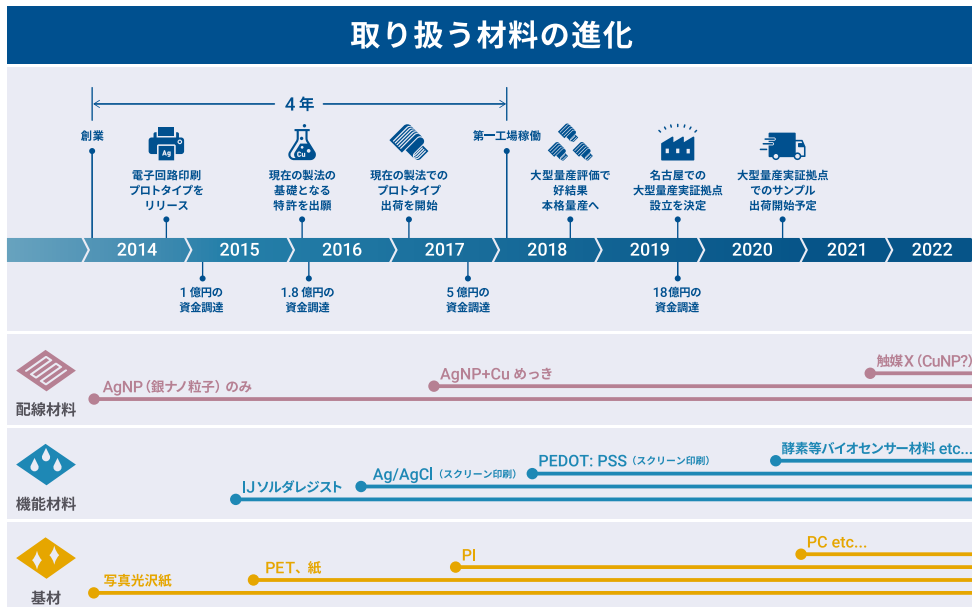 取り扱う材料の進化
4年
創業
Ag
電子回路印刷
プロトタイプを
リリース
Cu
現在の製法の
基礎となる
特許を出願
現在の製法での
プロトタイプ
出荷を開始
第一工場稼働
大型量産評価で
好結果
本格量産へ
名古屋での
大型量産実証拠点
設立を決定
大型量産実証拠点
でのサンプル
出荷開始予定
2014
2015
2016
2017
2018
2019
2020
2021
2022
1億円の
資金調達
1.8億円の
資金調達
5億円の
資金調達
18億円の
資金調達
配線材料
AgNP(銀ナノ粒子)のみ
AgNP+Cu めっき
触媒X(CuNP?)
機能材料
IJソルダレジスト
Ag/AgCl(スクリーン印刷)
PEDOT: PSS(スクリーン印刷)
酵素等バイオセンサー材料 etc...
基材
写真光沢紙
PET、紙
PI
PC etc...